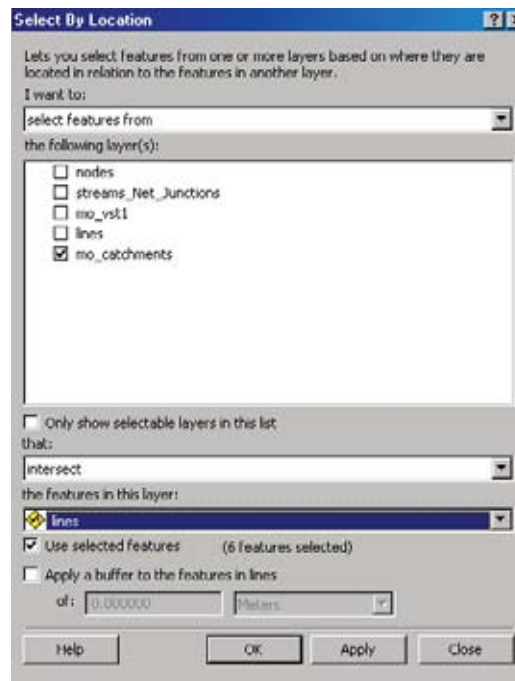 Select By Location
Lets you select features from one or more layers based on where they are
located in relation to the features in another layer.
I want to:
select features from
the following layer(s):
nodes
streams_Net_Junctions
mo_vst1
lines
mo_catchments
Only show selectable layers in this list
that:
intersect
the features in this layer:
lines
Use selected features (6 features selected)
Apply a buffer to the features in lines
of: 0.000000 Meters
Help OK Apply Close